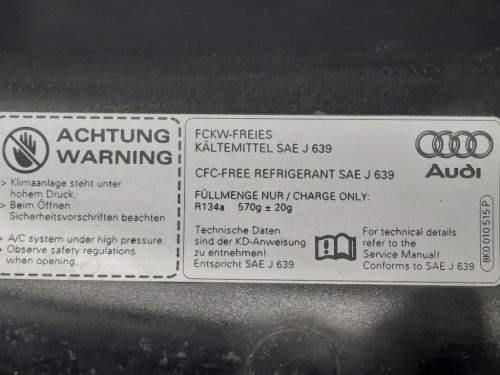 ACHTUNG
WARNING
> Klimaanlage steht unter
hohem Druck.
> Beim Öffnen
Sicherheitsvorschriften beachten.
> A/C system under high pressure.
> Observe safety regulations
when opening.
FCKW-FREIES
KÄLTEMITTEL SAE J 639
CFC-FREE REFRIGERANT SAE J 639
FÜLLMENGE NUR / CHARGE ONLY:
R134a 570g ± 20g
Technische Daten
sind der KD-Anweisung
zu entnehmen!
Entspricht SAE J 639
For technical details
refer to the
Service Manual!
Conforms to SAE J 639
Audi
8K0 010 515 P